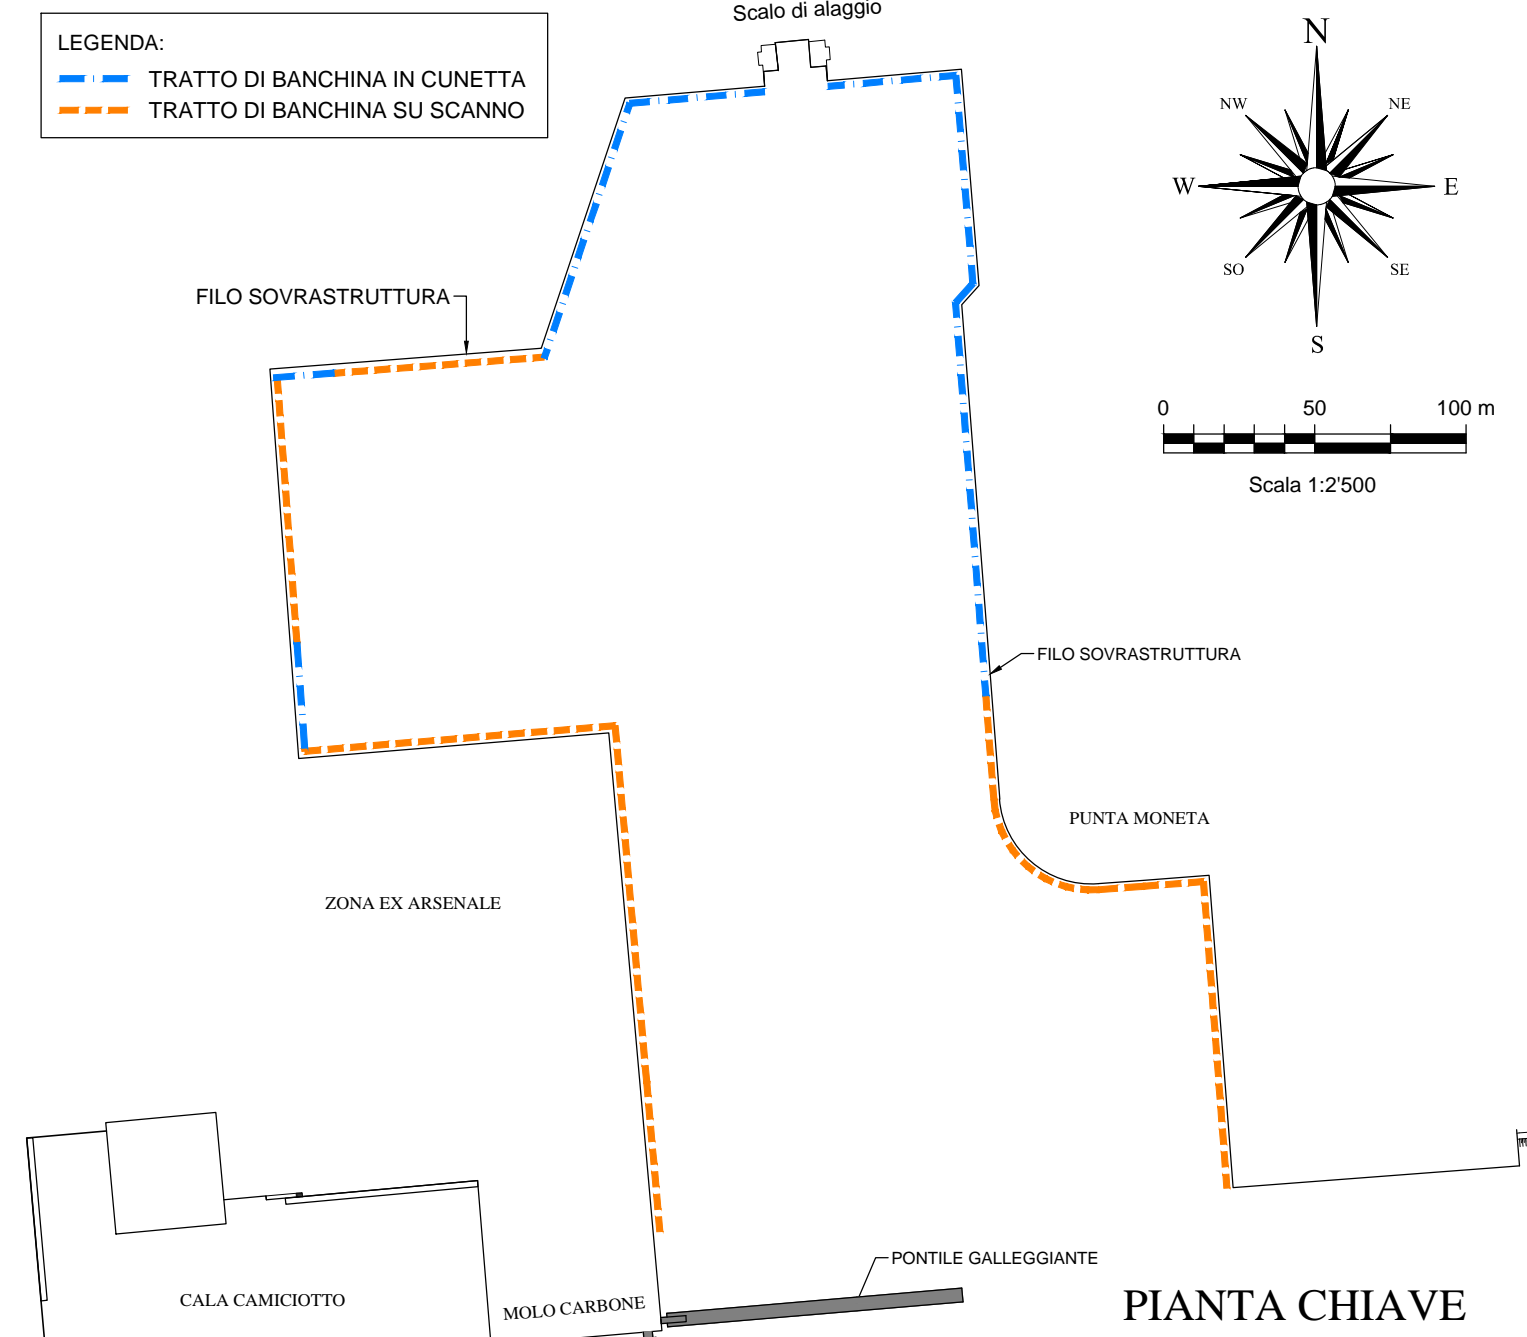 Scalo di alaggio
LEGENDA:
TRATTO DI BANCHINA IN CUNETTA
TRATTO DI BANCHINA SU SCANNO
N
NW
NE
W
E
SO
SE
S
FILO SOVRASTRUTTURA
0 50 100 m
Scala 1:2'500
FILO SOVRASTRUTTURA
PUNTA MONETA
ZONA EX ARSENALE
PONTILE GALLEGGIANTE
CALA CAMICIOTTO
MOLO CARBONE
PIANTA CHIAVE